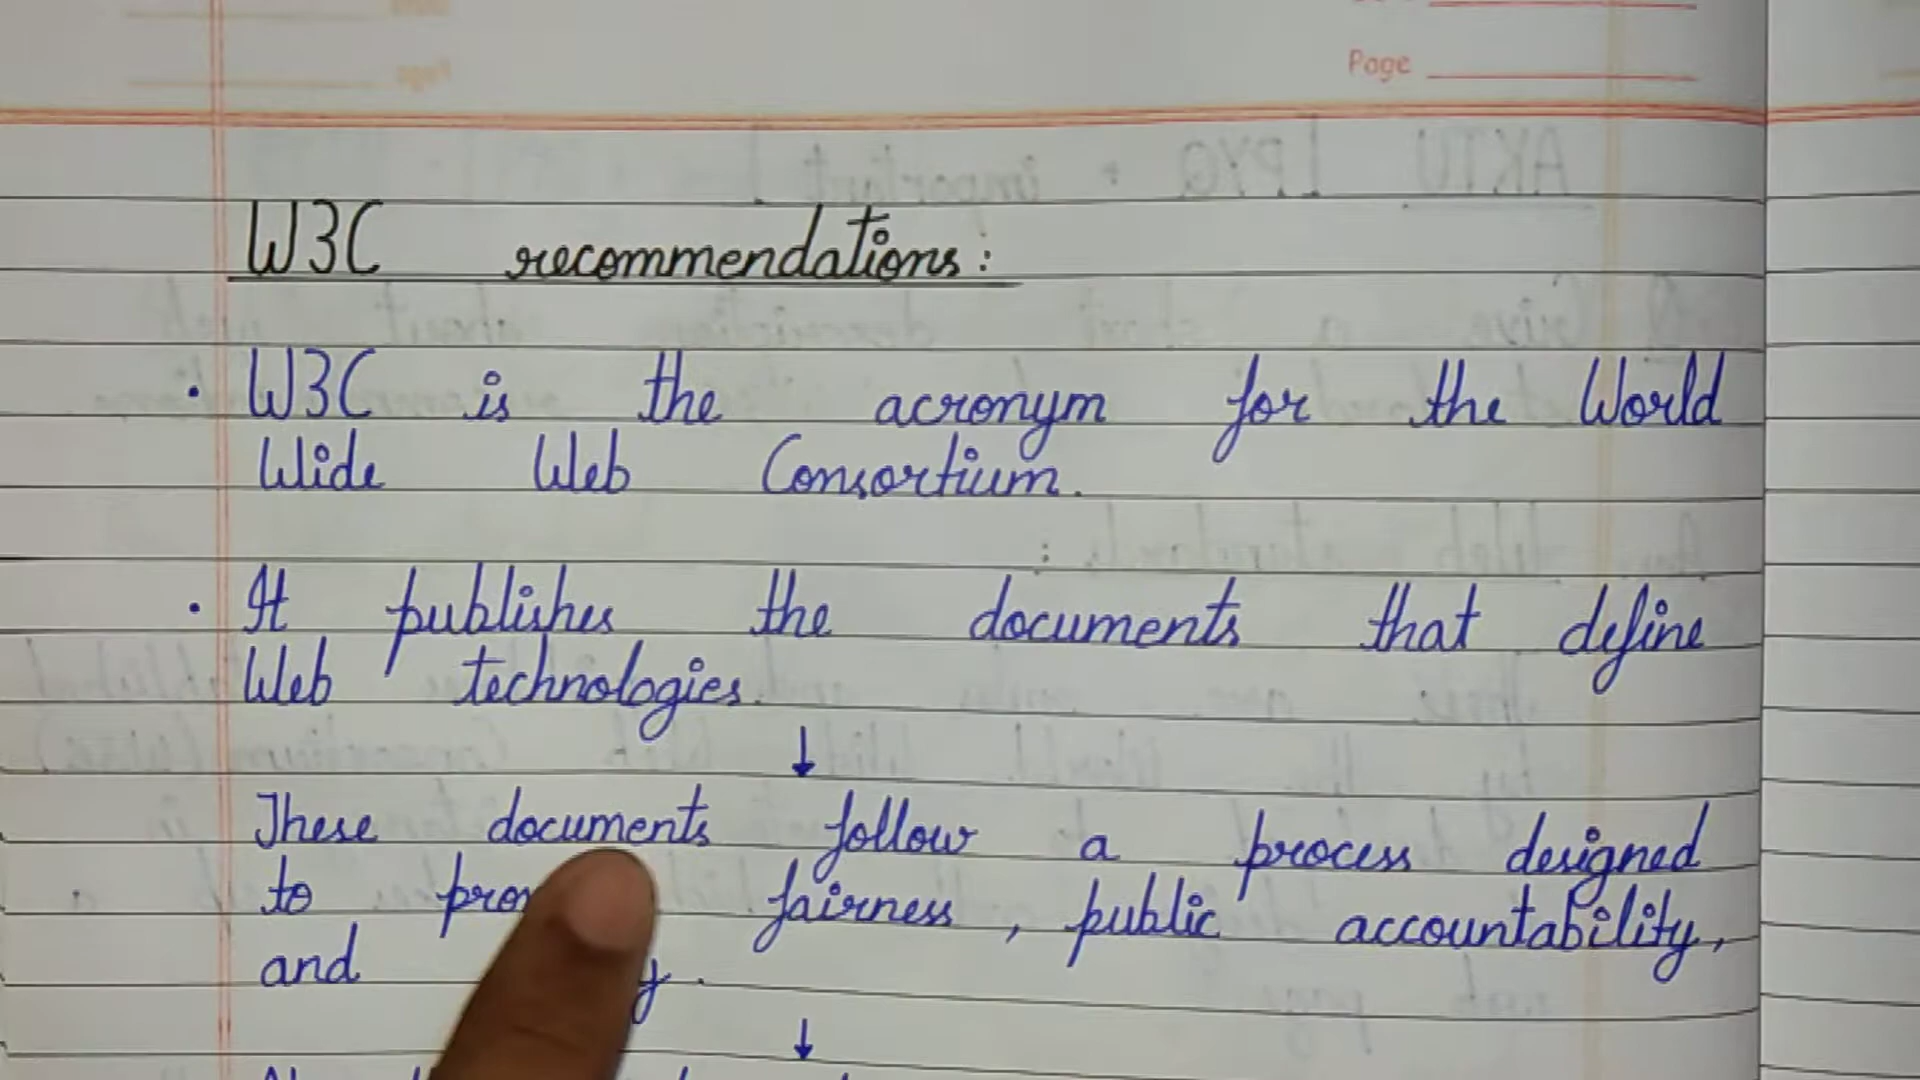 Page
W3C recommendations:
• W3C is the acronym for the World
Wide Web Consortium.
• It publishes the documents that define
Web technologies.
↓
These documents follow a process designed
to fairness, public accountability,
and
↓